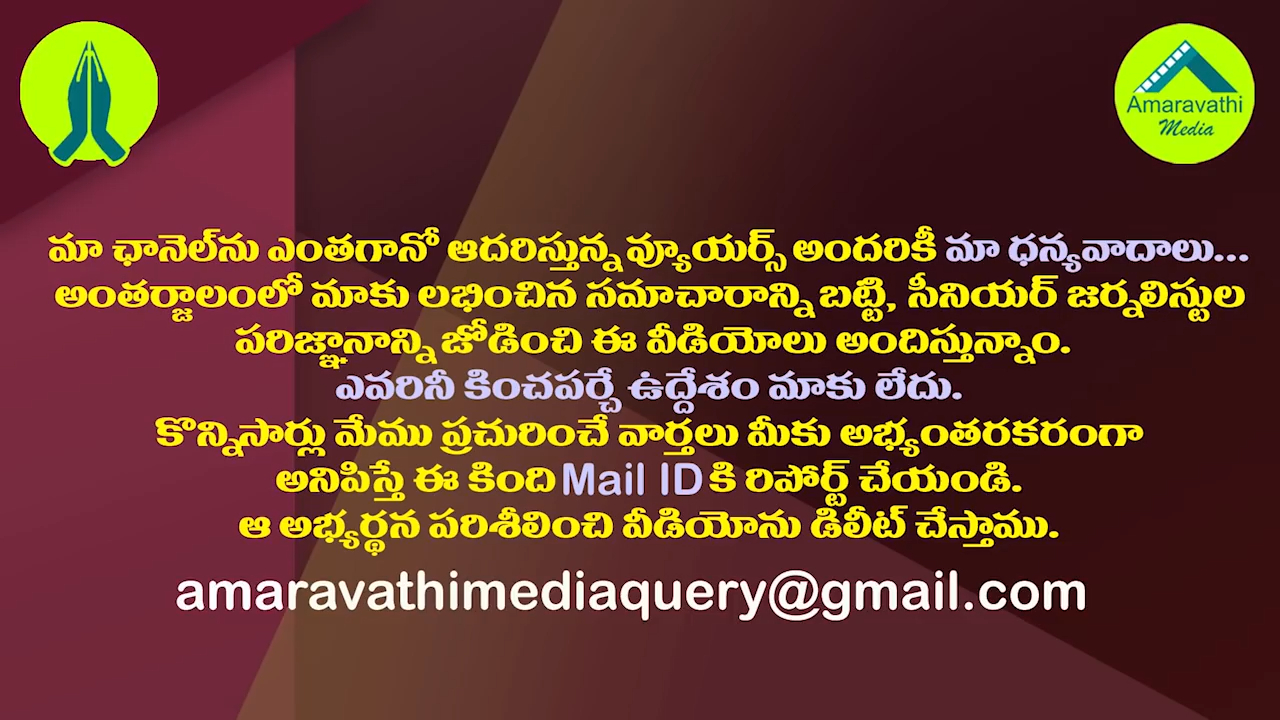 Amaravathi
Media
మా ఛానెల్‌ను ఎంతగానో ఆదరిస్తున్న వ్యూయర్స్ అందరికీ మా ధన్యవాదాలు...
అంతర్జాలంలో మాకు లభించిన సమాచారాన్ని బట్టి, సీనియర్ జర్నలిస్టుల
పరిజ్ఞానాన్ని జోడించి ఈ వీడియోలు అందిస్తున్నాం.
ఎవరినీ కించపర్చే ఉద్దేశం మాకు లేదు.
కొన్నిసార్లు మేము ప్రచురించే వార్తలు మీకు అభ్యంతరకరంగా
అనిపిస్తే ఈ కింది Mail ID కి రిపోర్ట్ చేయండి.
ఆ అభ్యర్థన పరిశీలించి వీడియోను డిలీట్ చేస్తాము.
amaravathimediaquery@gmail.com